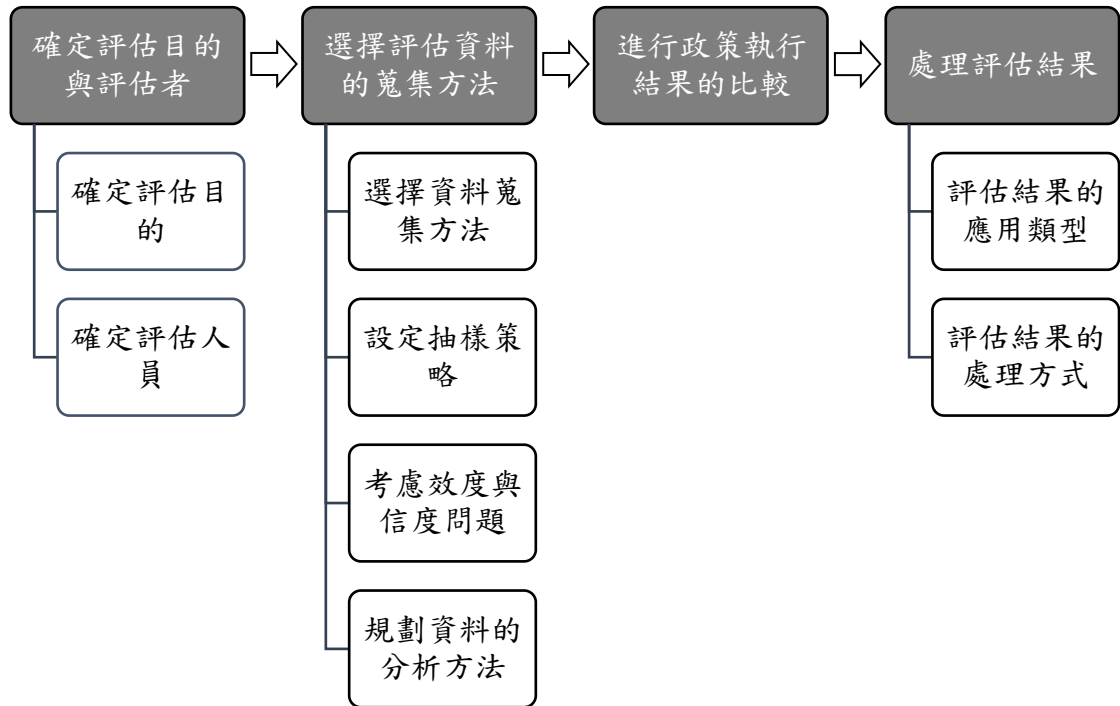 確定評估目的
與評估者
選擇評估資料
的蒐集方法
進行政策執行
結果的比較
處理評估結果
確定評估目
的
確定評估人
員
選擇資料蒐
集方法
設定抽樣策
略
考慮效度與
信度問題
規劃資料的
分析方法
評估結果的
應用類型
評估結果的
處理方式